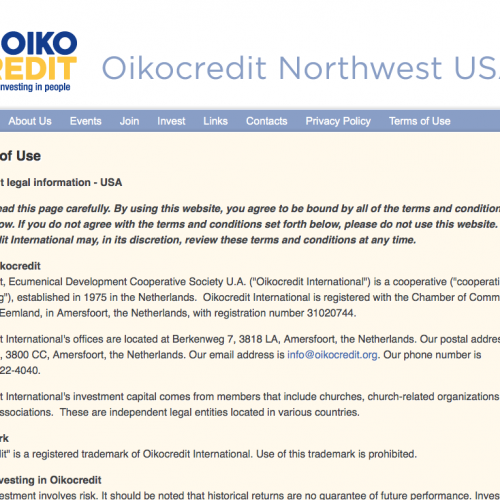 OIKO
REDIT
investing in people
Oikocredit Northwest USA
About Us Events Join Invest Links Contacts Privacy Policy Terms of Use
of Use
t legal information - USA
ead this page carefully. By using this website, you agree to be bound by all of the terms and condition
ow. If you do not agree with the terms and conditions set forth below, please do not use this website.
dit International may, in its discretion, review these terms and conditions at any time.
kocredit
t, Ecumenical Development Cooperative Society U.A. ("Oikocredit International") is a cooperative ("cooperati
g"), established in 1975 in the Netherlands. Oikocredit International is registered with the Chamber of Comm
Eemland, in Amersfoort, the Netherlands, with registration number 31020744.
t International's offices are located at Berkenweg 7, 3818 LA, Amersfoort, the Netherlands. Our postal addres
, 3800 CC, Amersfoort, the Netherlands. Our email address is info@oikocredit.org. Our phone number is
22-4040.
t International's investment capital comes from members that include churches, church-related organizations
ssociations. These are independent legal entities located in various countries.
rk
dit" is a registered trademark of Oikocredit International. Use of this trademark is prohibited.
vesting in Oikocredit
estment involves risk. It should be noted that historical returns are no guarantee of future performance. Inves